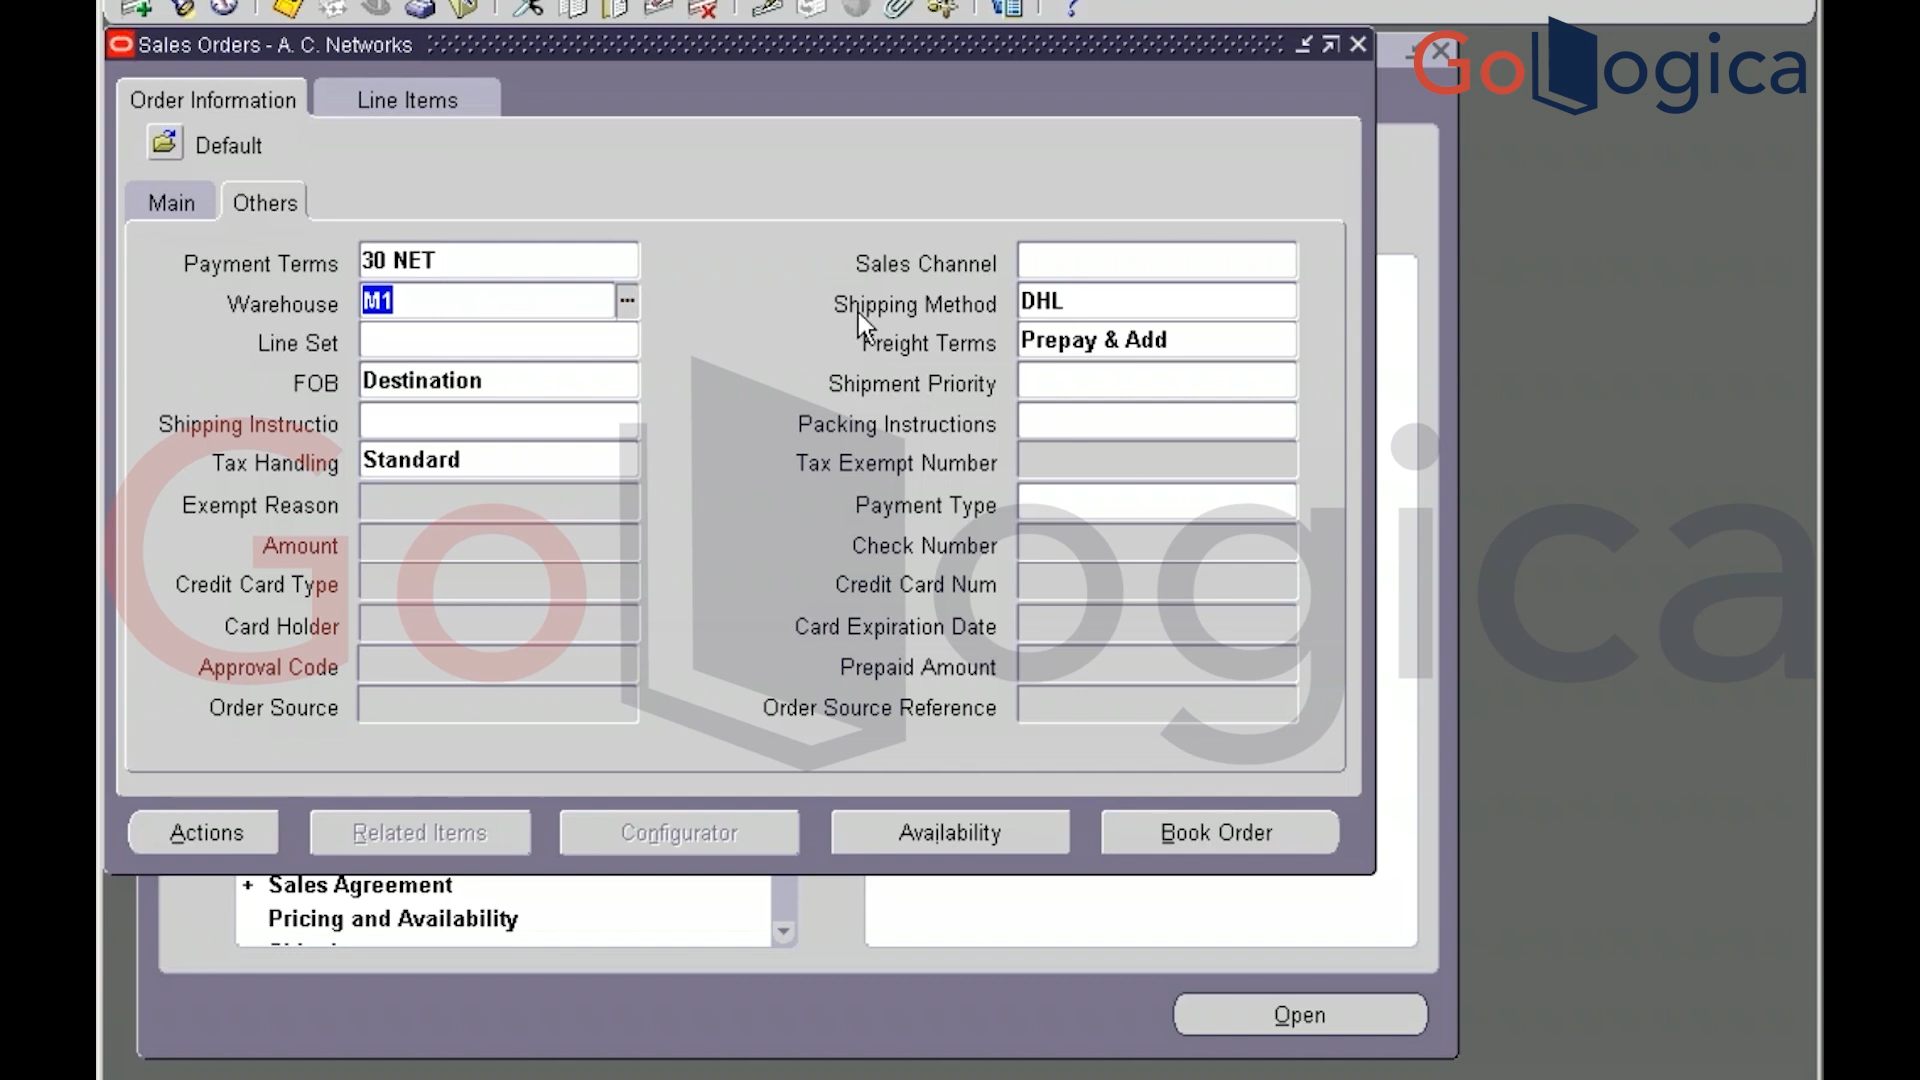 Sales Orders - A. C. Networks
GoLogica
Order Information
Line Items
Default
Main
Others
Payment Terms 30 NET
Sales Channel
Warehouse M1 ...
Shipping Method DHL
Line Set
Freight Terms Prepay & Add
FOB Destination
Shipment Priority
Shipping Instructio
Packing Instructions
Tax Handling Standard
Tax Exempt Number
Exempt Reason
Payment Type
Amount
Check Number
Credit Card Type
Credit Card Num
Card Holder
Card Expiration Date
Approval Code
Prepaid Amount
Order Source
Order Source Reference
GoLogica
Actions
Related Items
Configurator
Availability
Book Order
+ Sales Agreement
Pricing and Availability
Open